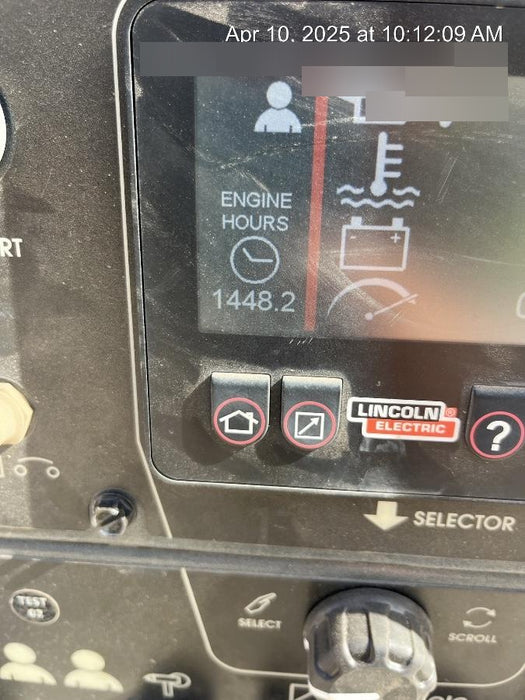 Apr 10, 2025 at 10:12:09 AM
ENGINE
HOURS
1448.2
RT
LINCOLN®
ELECTRIC
?
SELECTOR
TEST
SELECT
SCROLL